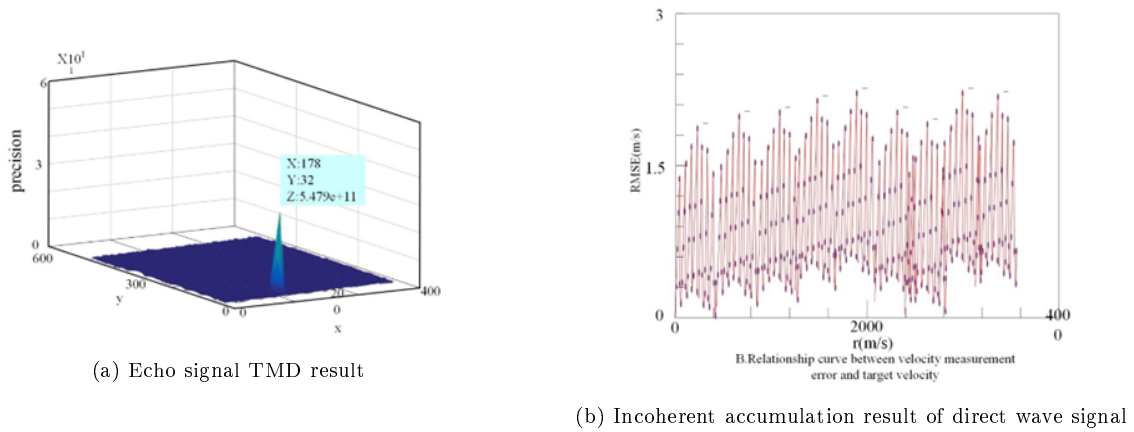 X10¹
1
6
3
0
precision
X:178
Y:32
Z:5.479e+11
600
300
0
y
0
20
0
400
x
(a) Echo signal TMD result
3
1.5
0
RMSE(m/s)
0
2000
400
0
r(m/s)
B.Relationship curve between velocity measurement
error and target velocity
(b) Incoherent accumulation result of direct wave signal